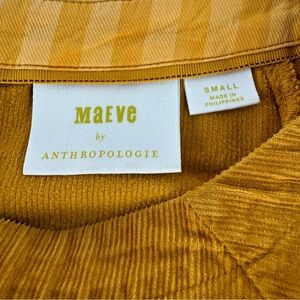 MaEVe
by
ANTHROPOLOGIE
SMALL
MADE IN
PHILIPPINES